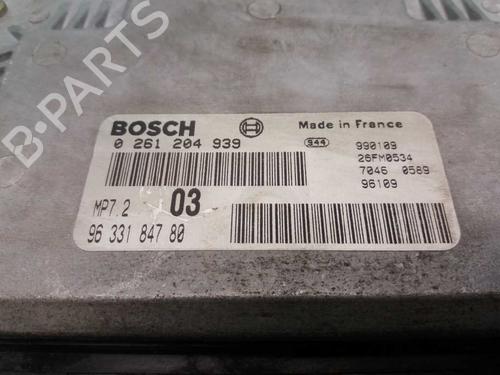 B-PARTS
BOSCH
Made in France
0 261 204 939
944
990109
26FM0534
7046 0589
96109
MP7.2
03
96 331 847 80